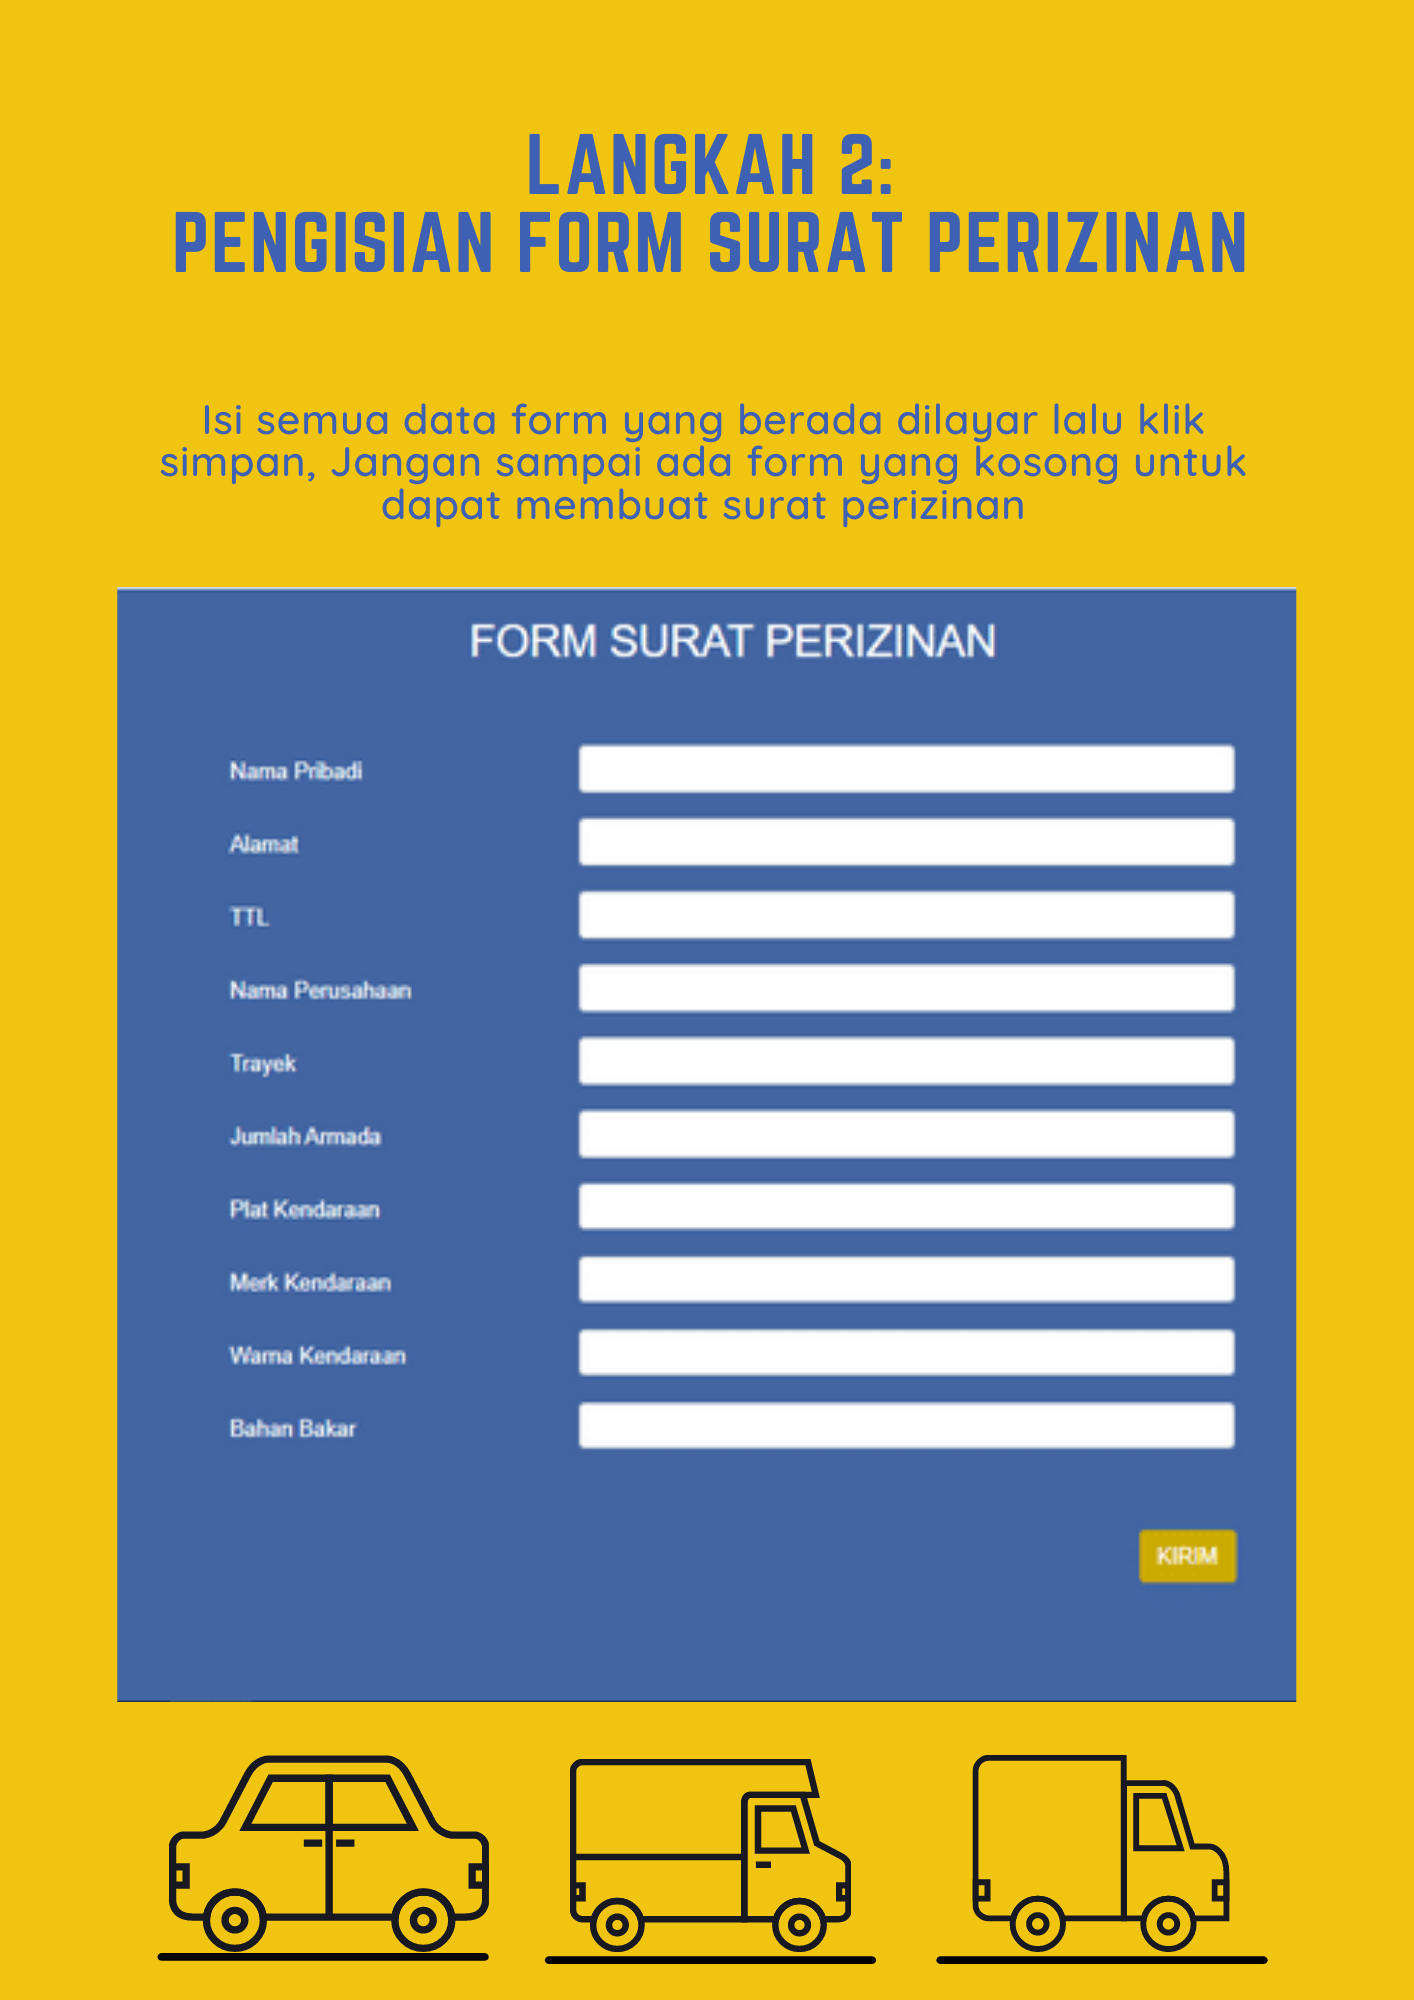 LANGKAH 2:
PENGISIAN FORM SURAT PERIZINAN
Isi semua data form yang berada dilayar lalu klik
simpan, Jangan sampai ada form yang kosong untuk
dapat membuat surat perizinan
FORM SURAT PERIZINAN
Nama Pribadi
Alamat
TTL
Nama Perusahaan
Trayek
Jumlah Armada
Plat Kendaraan
Merk Kendaraan
Warna Kendaraan
Bahan Bakar
KIRIM